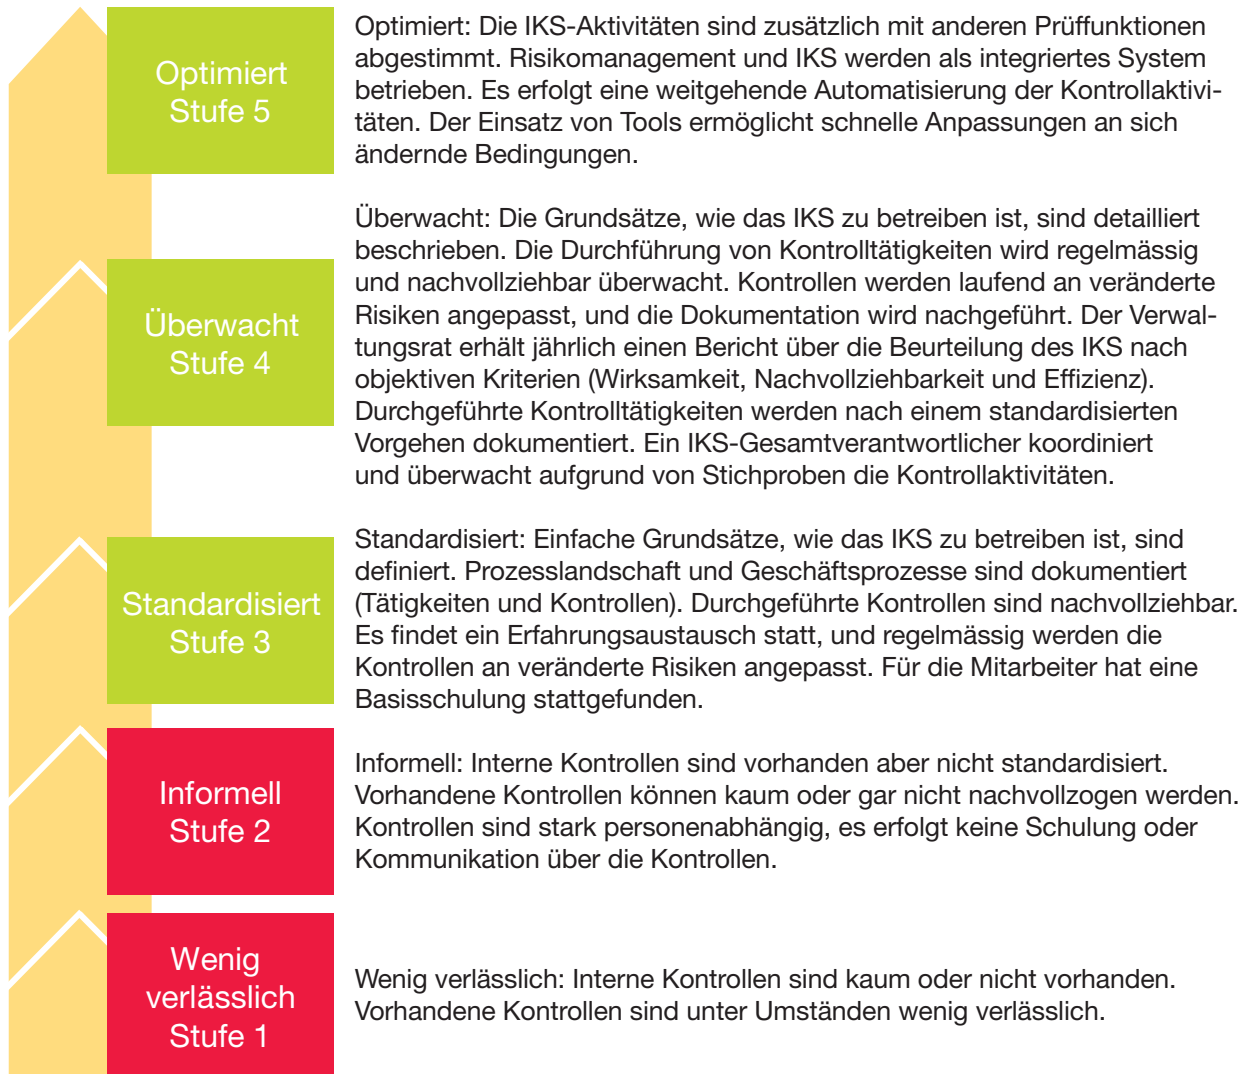 Optimiert
Stufe 5
Optimiert: Die IKS-Aktivitäten sind zusätzlich mit anderen Prüffunktionen
abgestimmt. Risikomanagement und IKS werden als integriertes System
betrieben. Es erfolgt eine weitgehende Automatisierung der Kontrollaktivi-
täten. Der Einsatz von Tools ermöglicht schnelle Anpassungen an sich
ändernde Bedingungen.
Überwacht
Stufe 4
Überwacht: Die Grundsätze, wie das IKS zu betreiben ist, sind detailliert
beschrieben. Die Durchführung von Kontrolltätigkeiten wird regelmässig
und nachvollziehbar überwacht. Kontrollen werden laufend an veränderte
Risiken angepasst, und die Dokumentation wird nachgeführt. Der Verwal-
tungsrat erhält jährlich einen Bericht über die Beurteilung des IKS nach
objektiven Kriterien (Wirksamkeit, Nachvollziehbarkeit und Effizienz).
Durchgeführte Kontrolltätigkeiten werden nach einem standardisierten
Vorgehen dokumentiert. Ein IKS-Gesamtverantwortlicher koordiniert
und überwacht aufgrund von Stichproben die Kontrollaktivitäten.
Standardisiert
Stufe 3
Standardisiert: Einfache Grundsätze, wie das IKS zu betreiben ist, sind
definiert. Prozesslandschaft und Geschäftsprozesse sind dokumentiert
(Tätigkeiten und Kontrollen). Durchgeführte Kontrollen sind nachvollziehbar.
Es findet ein Erfahrungsaustausch statt, und regelmässig werden die
Kontrollen an veränderte Risiken angepasst. Für die Mitarbeiter hat eine
Basisschulung stattgefunden.
Informell
Stufe 2
Informell: Interne Kontrollen sind vorhanden aber nicht standardisiert.
Vorhandene Kontrollen können kaum oder gar nicht nachvollzogen werden.
Kontrollen sind stark personenabhängig, es erfolgt keine Schulung oder
Kommunikation über die Kontrollen.
Wenig
verlässlich
Stufe 1
Wenig verlässlich: Interne Kontrollen sind kaum oder nicht vorhanden.
Vorhandene Kontrollen sind unter Umständen wenig verlässlich.